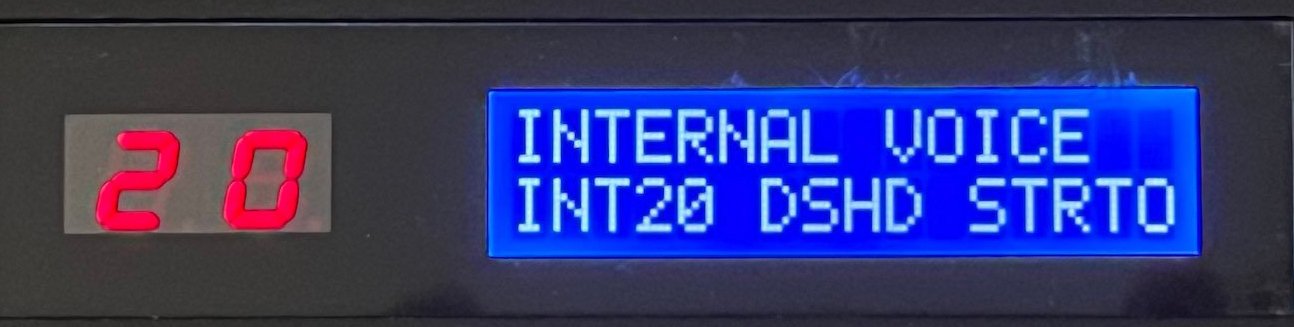 20
INTERNAL VOICE
INT20 DSHD STRTO